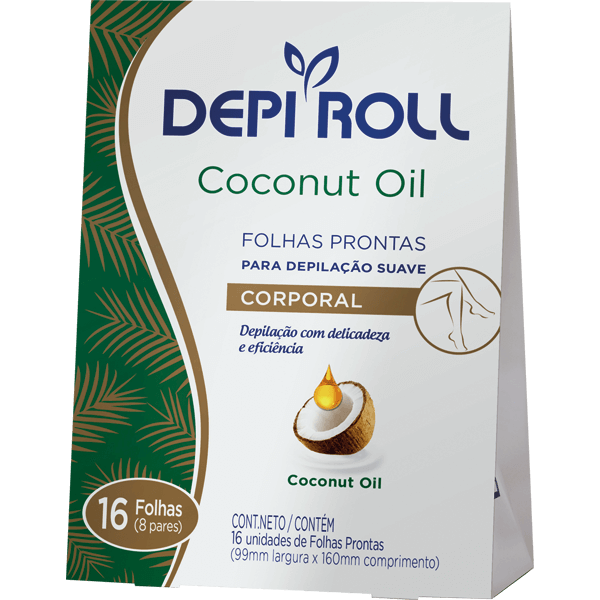 DEPI ROLL
Coconut Oil
FOLHAS PRONTAS
PARA DEPILAÇÃO SUAVE
CORPORAL
Depilação com delicadeza
e eficiência
Coconut Oil
16 Folhas
(8 pares)
CONT.NETO / CONTÉM
16 unidades de Folhas Prontas
(99mm largura x 160mm comprimento)